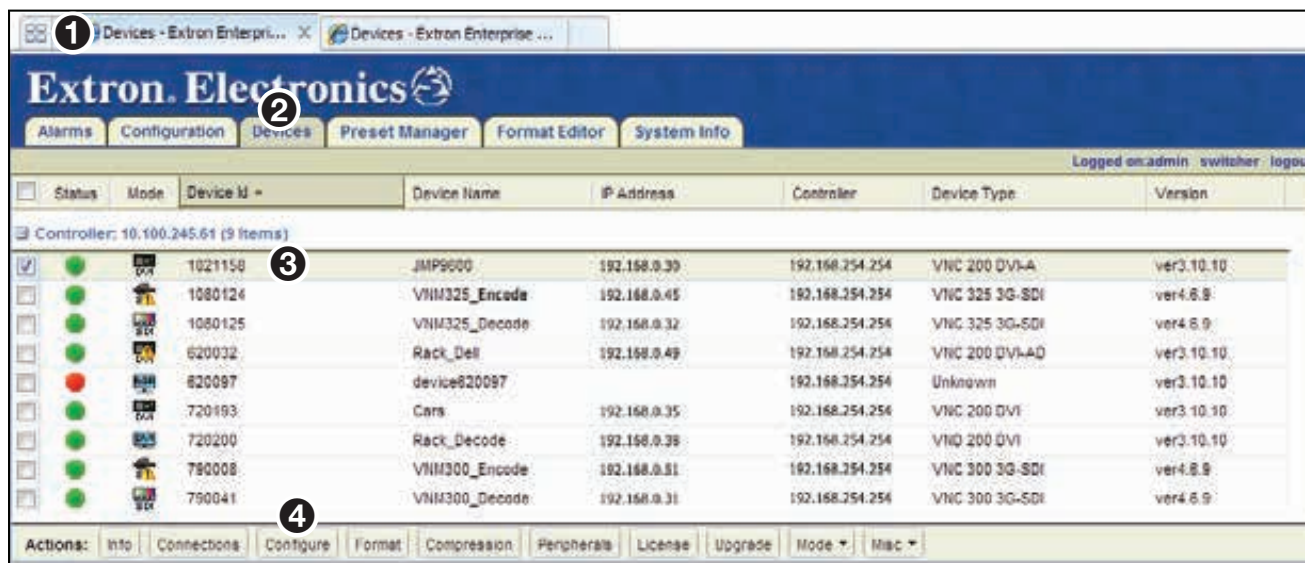 1 Devices - Extron Enterpri... X Devices - Extron Enterprise ...
Extron. Electronics
2
Alarms Configuration Devices Preset Manager Format Editor System Info
Logged on:admin switcher logou
Status Mode Device Id Device Name IP Address Controller Device Type Version
Controller: 10.100.245.61 (9 Items)
1021158 3 JMP9600 192.168.0.30 192.168.254.254 VNC 200 DVI-A ver3.10.10
1080124 VNM325_Encode 192.168.0.45 192.168.254.254 VNC 325 3G-SDI ver4.6.9
1080125 VNM325_Decode 192.168.0.32 192.168.254.254 VNC 325 3G-SDI ver4.6.9
620032 Rack_Dell 192.168.0.49 192.168.254.254 VNC 200 DVI-AD ver3.10.10
620097 device620097 192.168.254.254 Unknown ver3.10.10
720193 Cars 192.168.0.35 192.168.254.254 VNC 200 DVI ver3.10.10
720200 Rack_Decode 192.168.254.254 VND 200 DVI ver3.10.10
790008 VNM300_Encode 192.168.0.51 192.168.254.254 VNC 300 3G-SDI ver4.6.9
790041 VNM300_Decode 192.168.0.31 192.168.254.254 VNC 300 3G-SDI ver4.6.9
4
Actions: Info Connections Configure Format Compression Peripherals License Upgrade Mode Misc